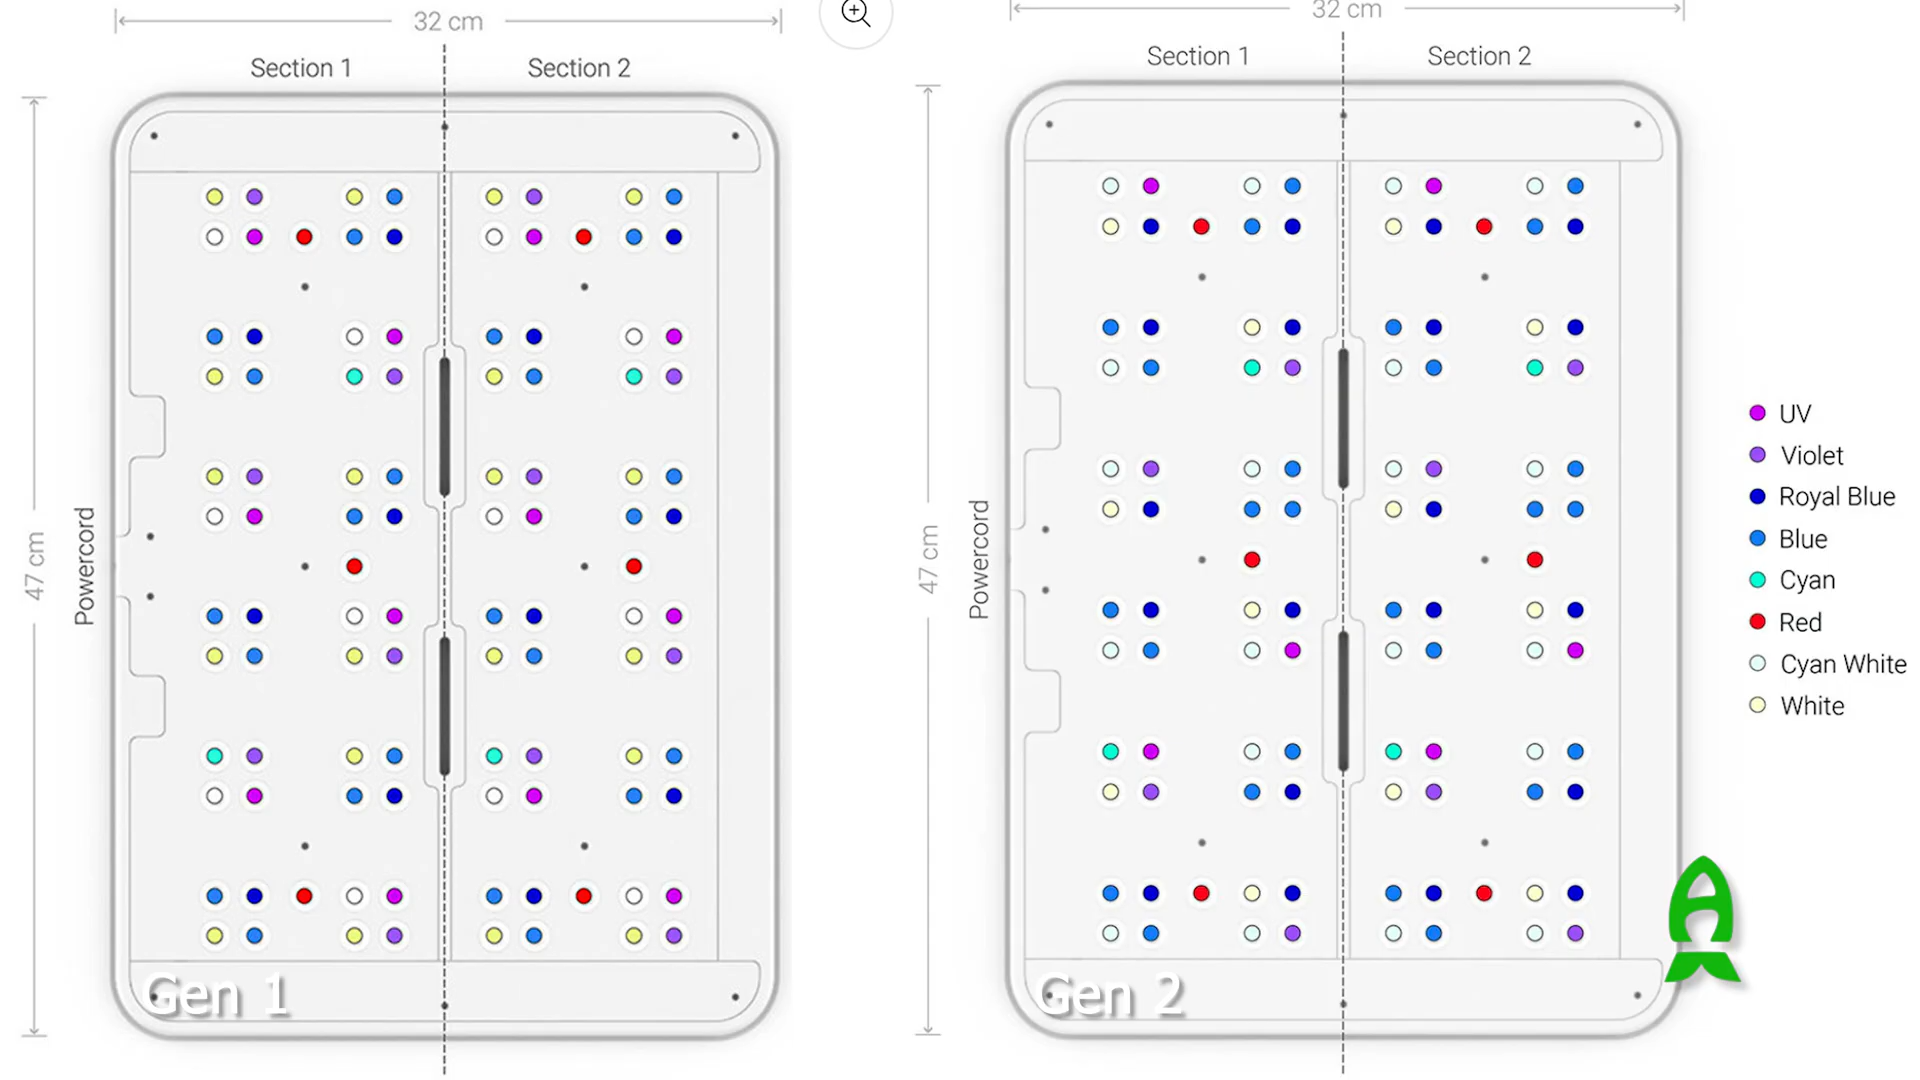 32 cm
32 cm
Section 1
Section 2
Section 1
Section 2
47 cm
Powercord
47 cm
Powercord
UV
Violet
Royal Blue
Blue
Cyan
Red
Cyan White
White
Gen 1
Gen 2